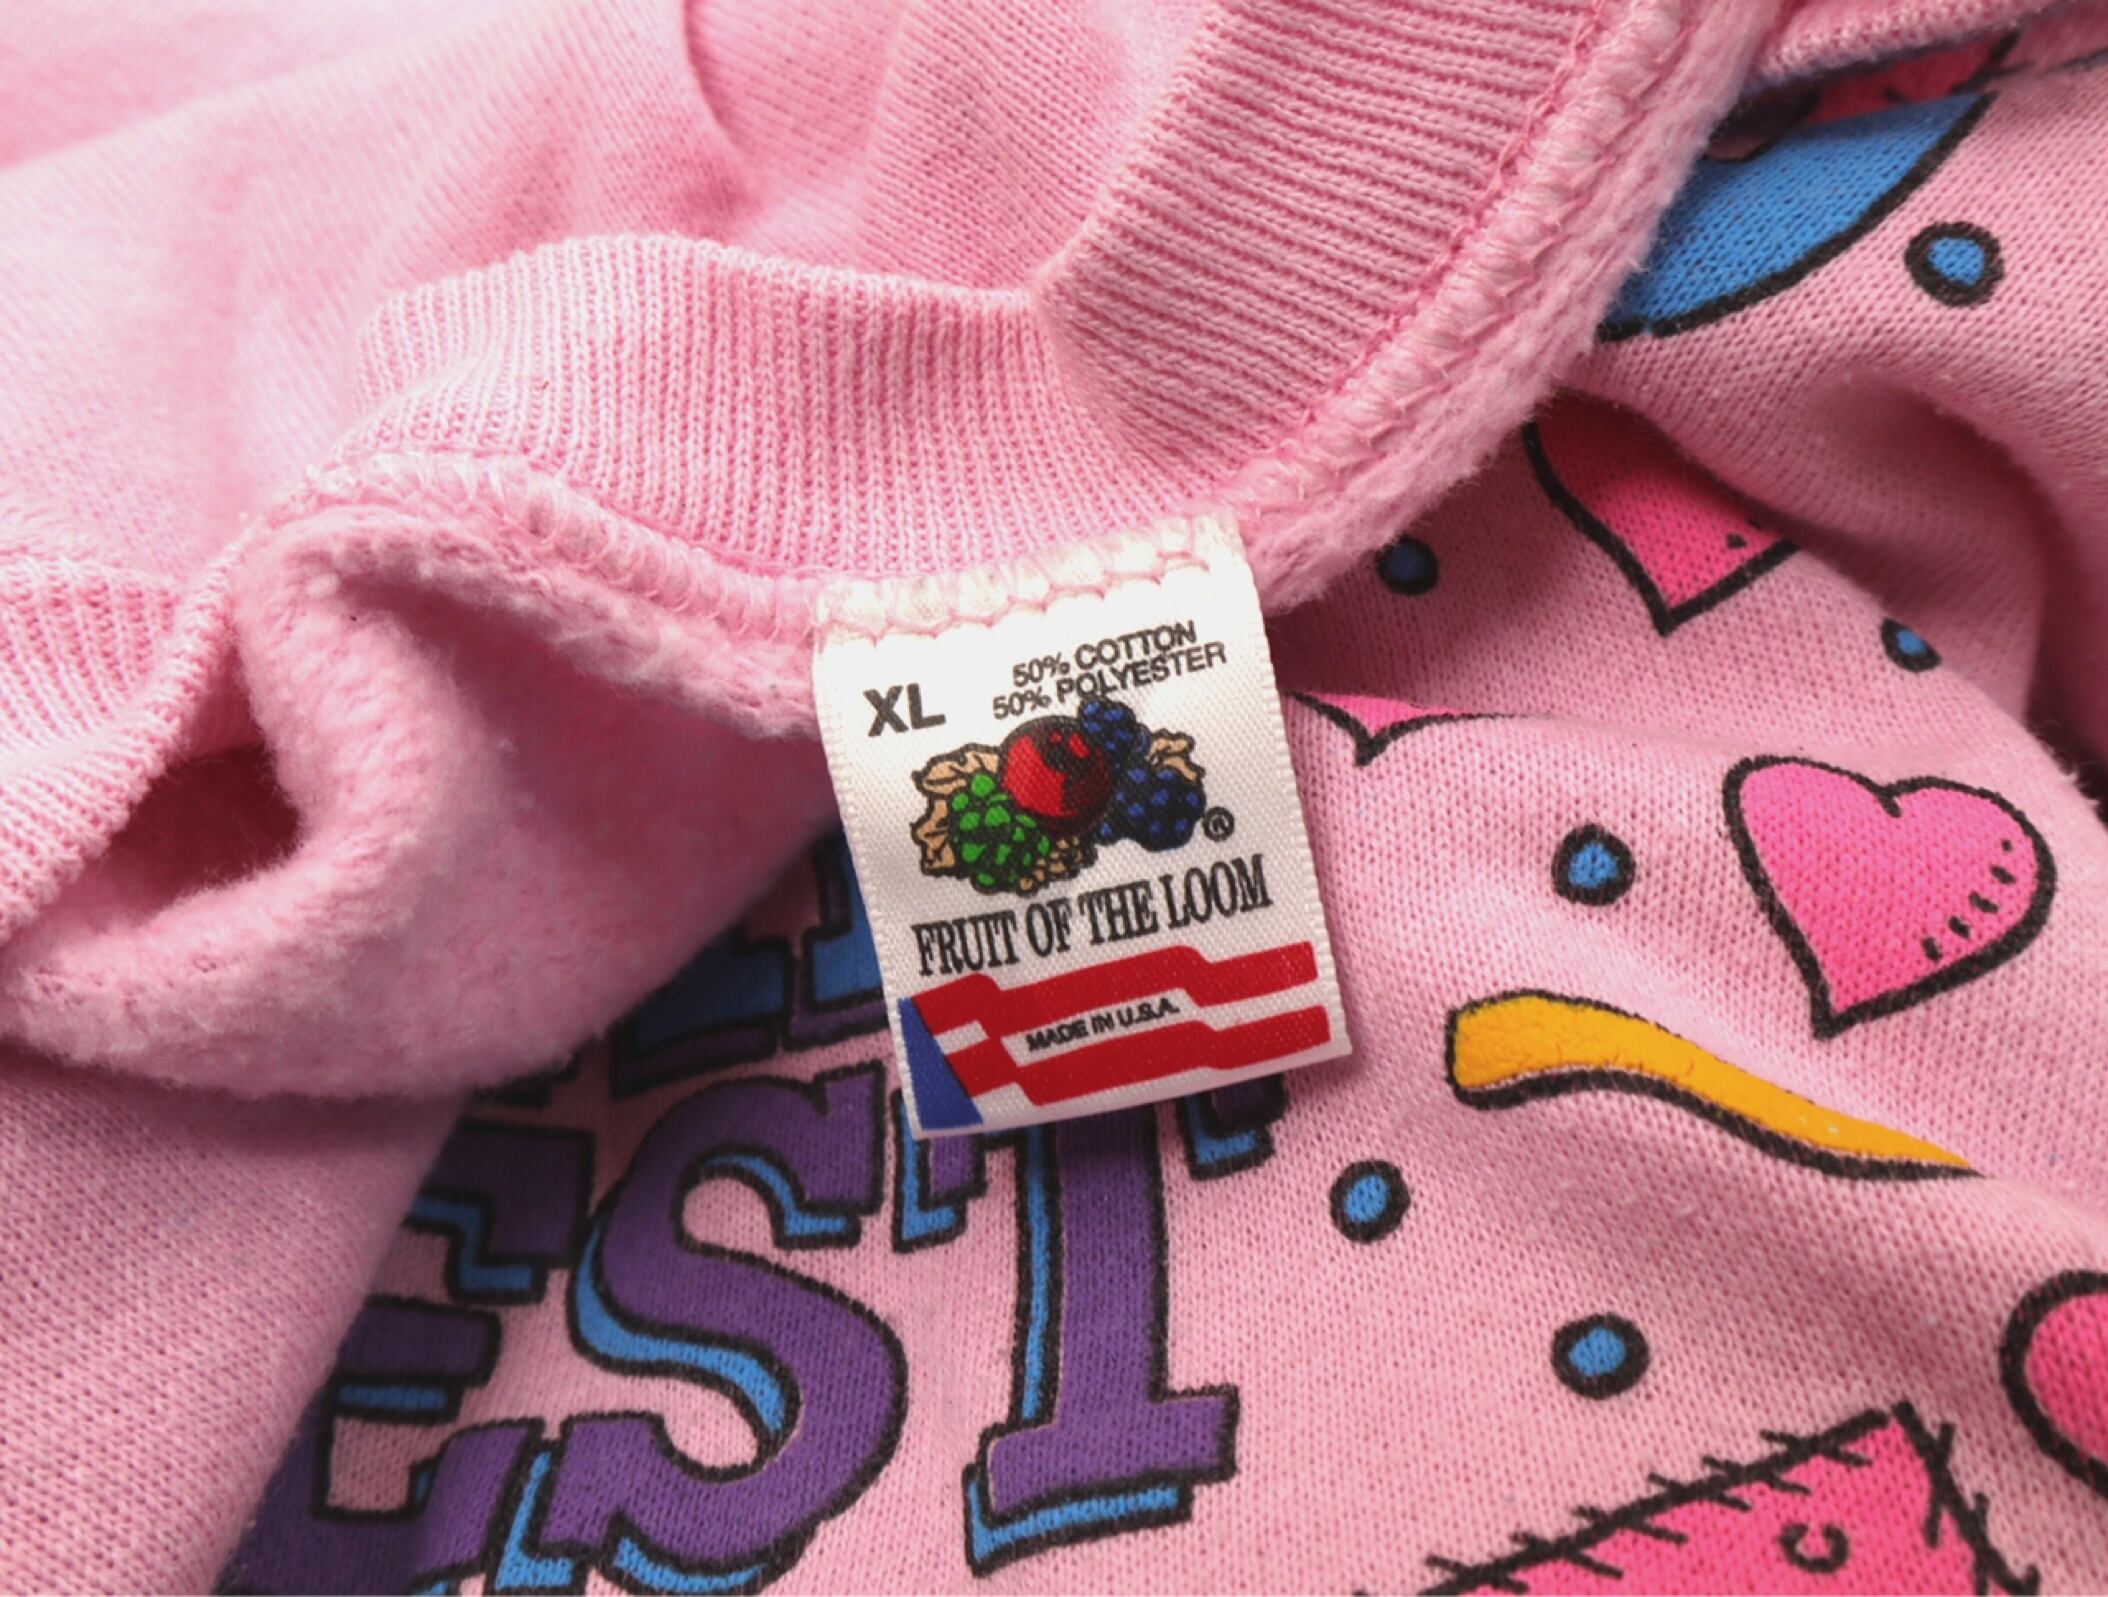 50% COTTON
XL 50% POLYESTER
®
FRUIT OF THE LOOM
MADE IN U.S.A.
EST